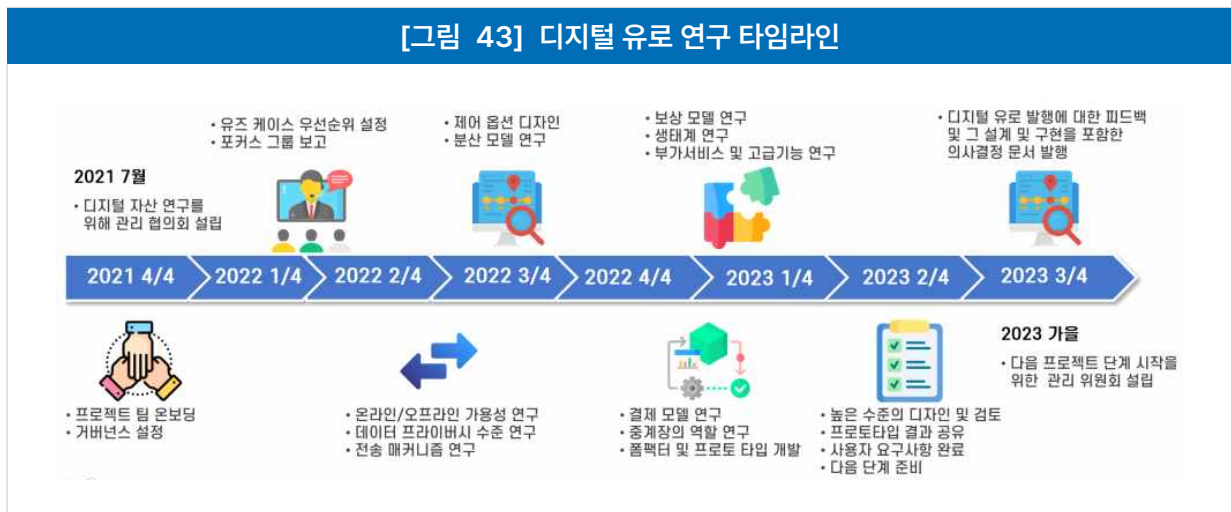 [그림 43] 디지털 유로 연구 타임라인
• 유즈 케이스 우선순위 설정
• 포커스 그룹 보고
• 제어 옵션 디자인
• 분산 모델 연구
• 보상 모델 연구
• 생태계 연구
• 부가서비스 및 고급기능 연구
• 디지털 유로 발행에 대한 피드백
및 그 설계 및 구현을 포함한
의사결정 문서 발행
2021 7월
• 디지털 자산 연구를
위해 관리 협의회 설립
2021 4/4
2022 1/4
2022 2/4
2022 3/4
2022 4/4
2023 1/4
2023 2/4
2023 3/4
• 프로젝트 팀 온보딩
• 거버넌스 설정
• 온라인/오프라인 가용성 연구
• 데이터 프라이버시 수준 연구
• 전송 매커니즘 연구
• 결제 모델 연구
• 중계장의 역할 연구
• 폼팩터 및 프로토 타입 개발
• 높은 수준의 디자인 및 검토
• 프로토타입 결과 공유
• 사용자 요구사항 완료
• 다음 단계 준비
2023 가을
• 다음 프로젝트 단계 시작을
위한 관리 위원회 설립